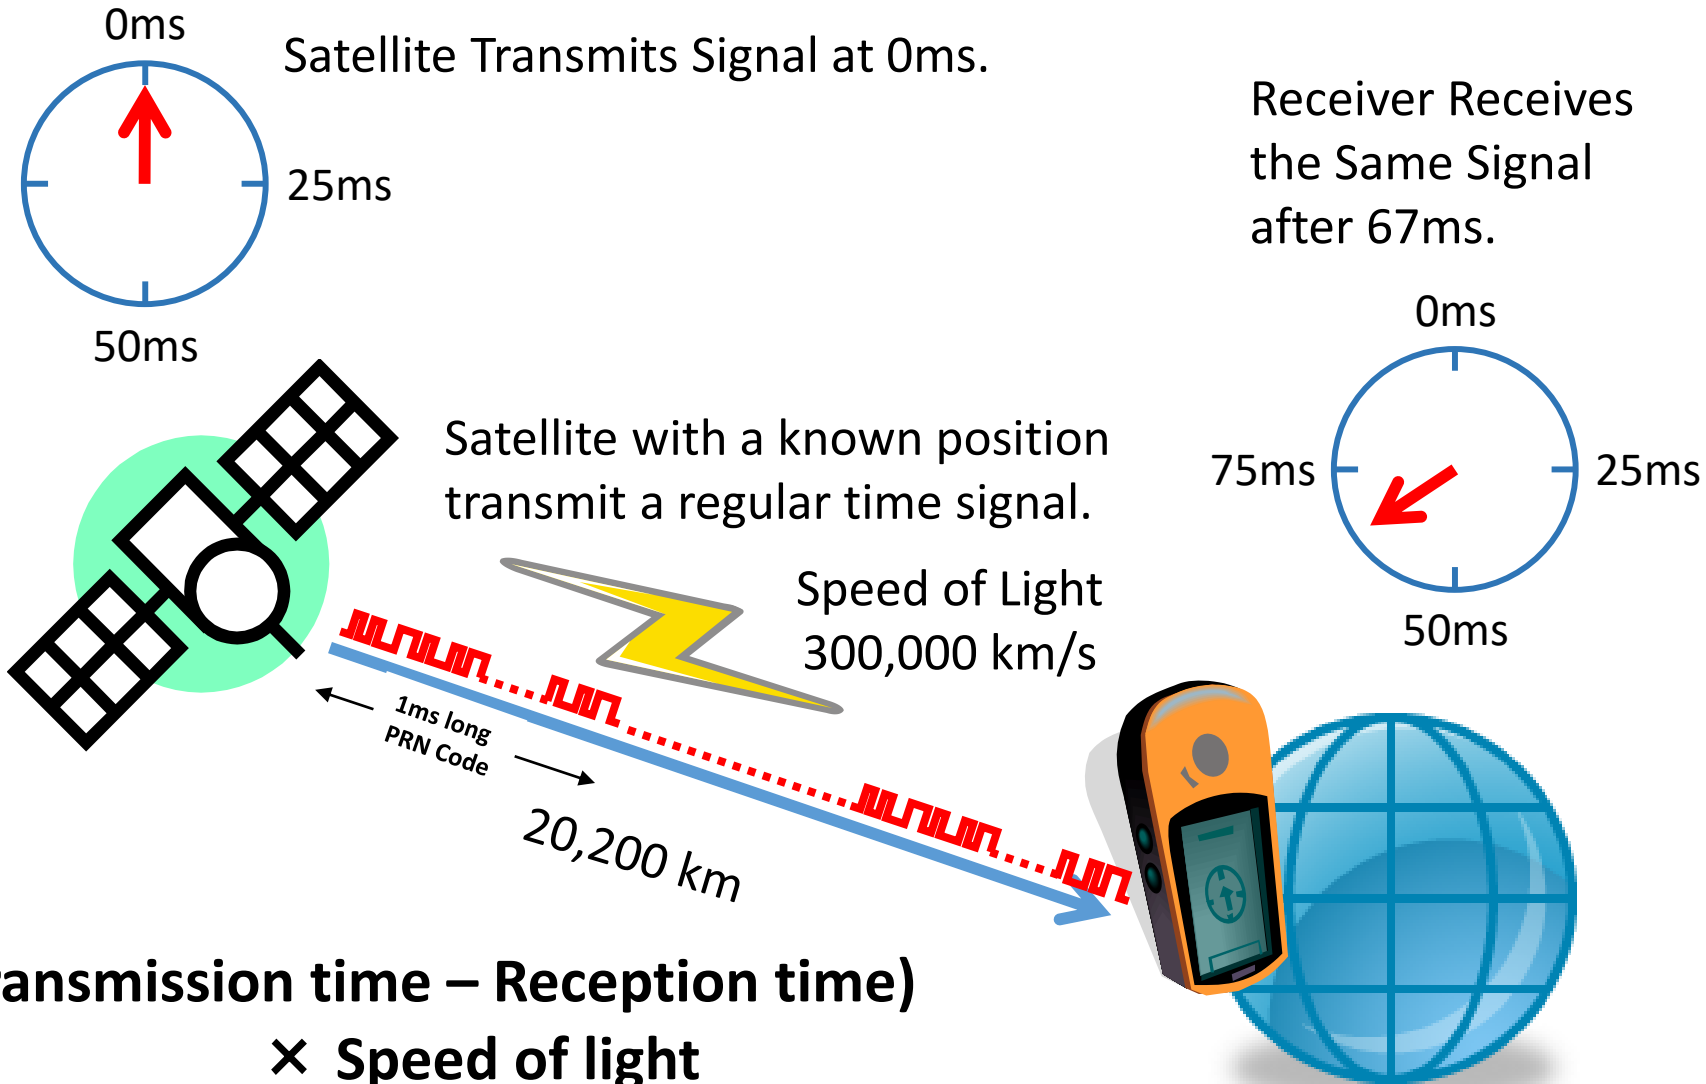 0ms
Satellite Transmits Signal at 0ms.
25ms
50ms
Receiver Receives
the Same Signal
after 67ms.
0ms
75ms
25ms
50ms
Satellite with a known position
transmit a regular time signal.
Speed of Light
300,000 km/s
1ms long
PRN Code
20,200 km
ansmission time – Reception time)
× Speed of light